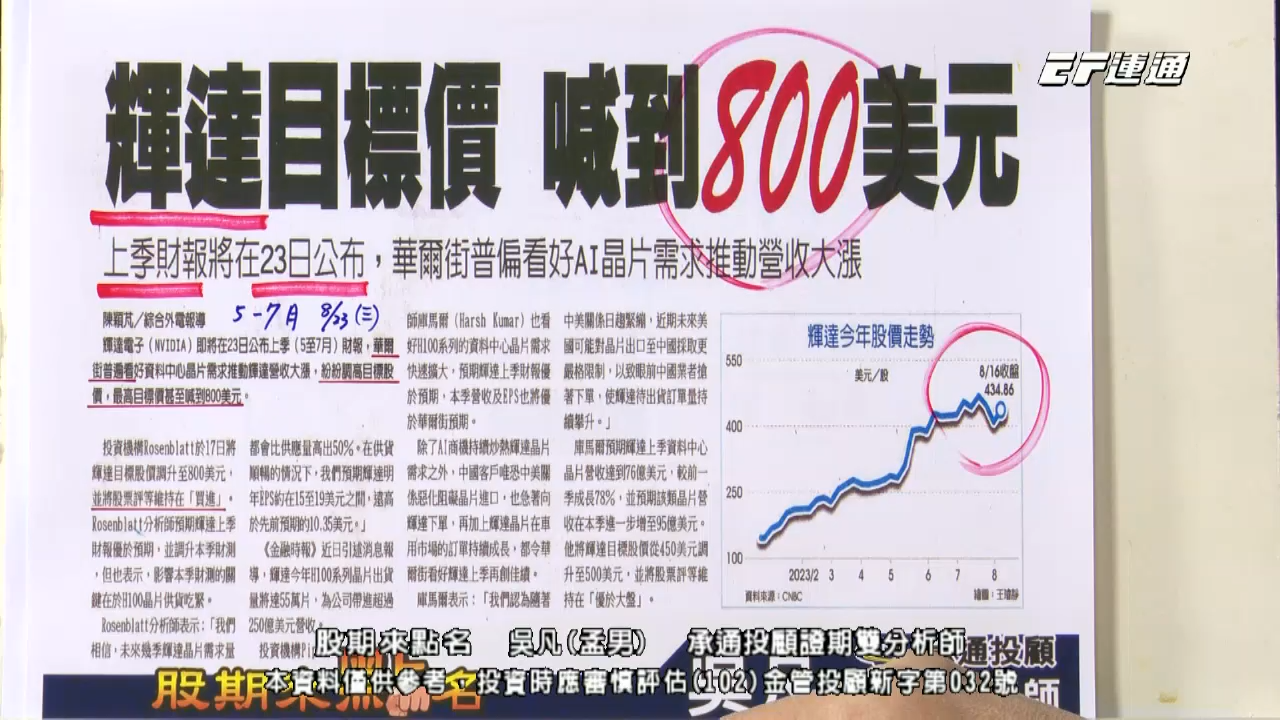 EF運通
輝達目標價 喊到800美元
上季財報將在23日公布，華爾街普偏看好AI晶片需求推動營收大漲
5-7月 8/23(三)
陳穎芃／綜合外電報導
輝達電子（NVIDIA）即將在23日公布上季（5至7月）財報，華爾
街普遍看好資料中心晶片需求推動輝達營收大漲，紛紛調高目標股
價，最高目標價甚至喊到800美元。
投資機構Rosenblatt於17日將
輝達目標股價調升至800美元，
並將股票評等維持在「買進」。
Rosenblatt分析師預期輝達上季
財報優於預期，並調升本季財測
，但也表示，影響本季財測的關
鍵在於H100晶片供貨吃緊。
Rosenblatt分析師表示：「我們
相信，未來幾季輝達晶片需求量
都會比供應量高出50%。在供貨
順暢的情況下，我們預期輝達明
年EPS約在15至19美元之間，遠高
於先前預期的10.35美元。」
《金融時報》近日引述消息報
導，輝達今年H100系列晶片出貨
量將達55萬片，為公司帶進超過
250億美元營收。
投資機構Pi
師庫馬爾（Harsh Kumar）也看
好H100系列的資料中心晶片需求
快速擴大，預期輝達上季財報優
於預期，本季營收及EPS也將優
於華爾街預期。
除了AI商機持續炒熱輝達晶片
需求之外，中國客戶唯恐中美關
係惡化阻礙晶片進口，也急著向
輝達下單，再加上輝達晶片在車
用市場的訂單持續成長，都令華
爾街看好輝達上季再創佳績。
庫馬爾表示：「我們認為隨著
中美關係日趨緊繃，近期未來美
國可能對晶片出口至中國採取更
嚴格限制，以致眼前中國業者搶
著下單，使輝達待出貨訂單量持
續攀升。」
庫馬爾預期輝達上季資料中心
晶片營收達到76億美元，較前一
季成長78%，並預期該類晶片營
收在本季進一步增至95億美元。
他將輝達目標股價從450美元調
升至500美元，並將股票評等維
持在「優於大盤」。
輝達今年股價走勢
美元／股
8/16收盤
434.86
550
400
250
100
2023/2 3 4 5 6 7 8
資料來源：CNBC
繪圖：王瑜靜
股期來點名 吳凡(孟男) 承通投顧證期雙分析師
本資料僅供參考、投資時應審慎評估(102)金管投顧新字第032號